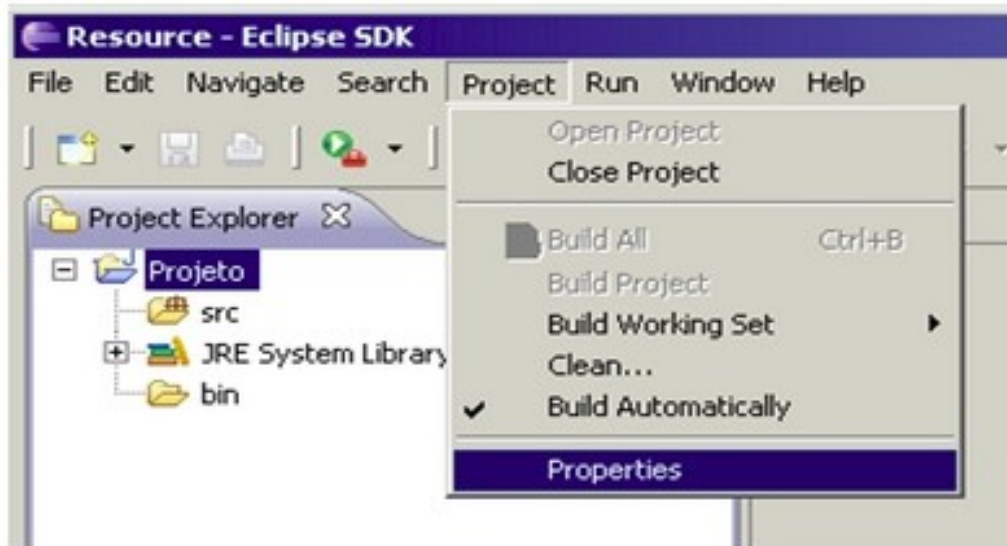 Resource - Eclipse SDK
File Edit Navigate Search Project Run Window Help
Open Project
Close Project
Project Explorer
Build All Ctrl+B
Projeto
Build Project
src
Build Working Set
JRE System Library
Clean...
bin
Build Automatically
Properties